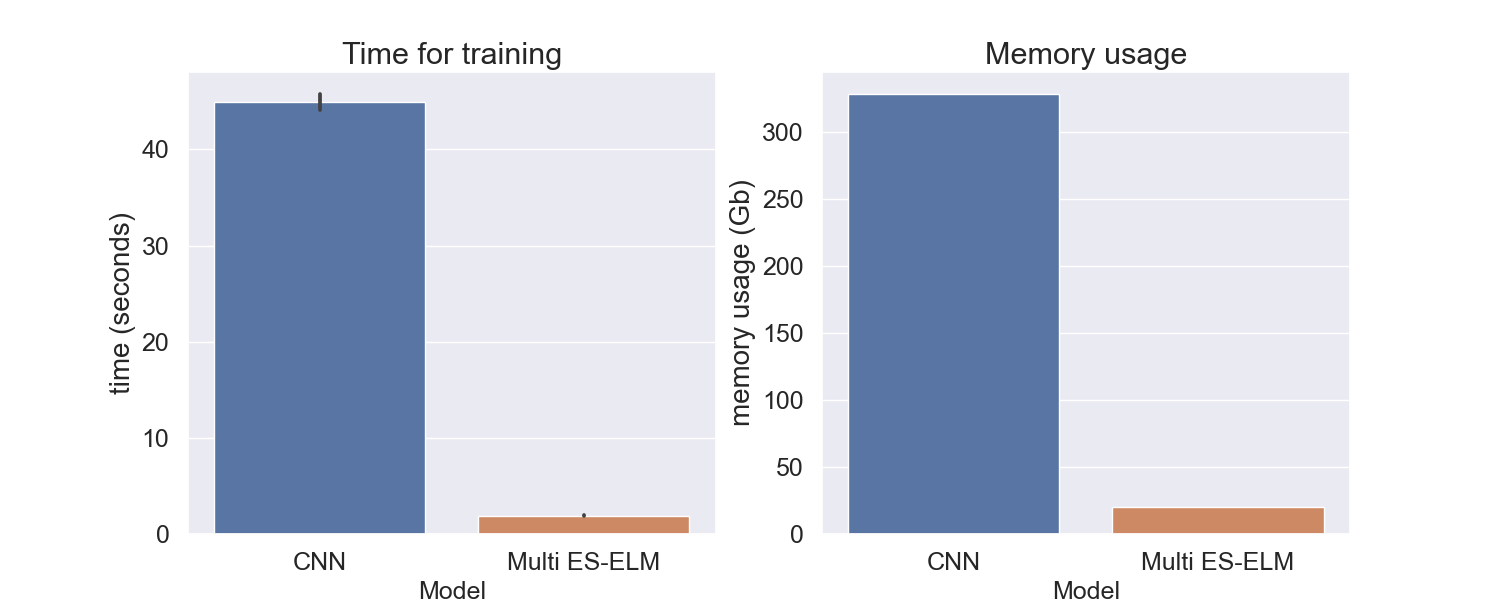 Time for training
time (seconds)
40
30
20
10
0
CNN
Multi ES-ELM
Model
Memory usage
memory usage (Gb)
300
250
200
150
100
50
0
CNN
Multi ES-ELM
Model